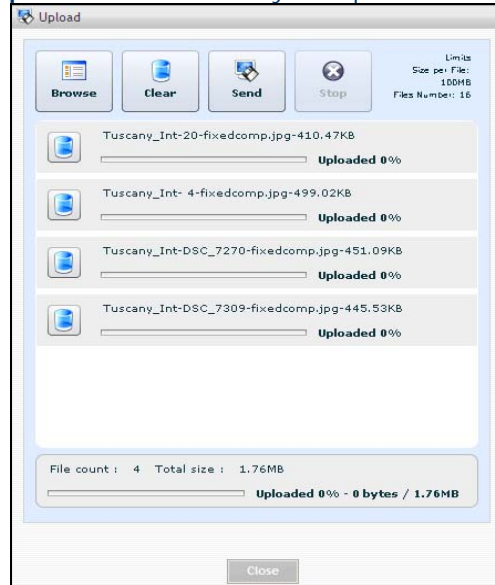 Upload
Browse
Clear
Send
Stop
Limits
Size per File:
100MB
Files Number: 16
Tuscany_Int-20-fixedcomp.jpg-410.47KB
Uploaded 0%
Tuscany_Int- 4-fixedcomp.jpg-499.02KB
Uploaded 0%
Tuscany_Int-DSC_7270-fixedcomp.jpg-451.09KB
Uploaded 0%
Tuscany_Int-DSC_7309-fixedcomp.jpg-445.53KB
Uploaded 0%
File count : 4 Total size : 1.76MB
Uploaded 0% - 0 bytes / 1.76MB
Close